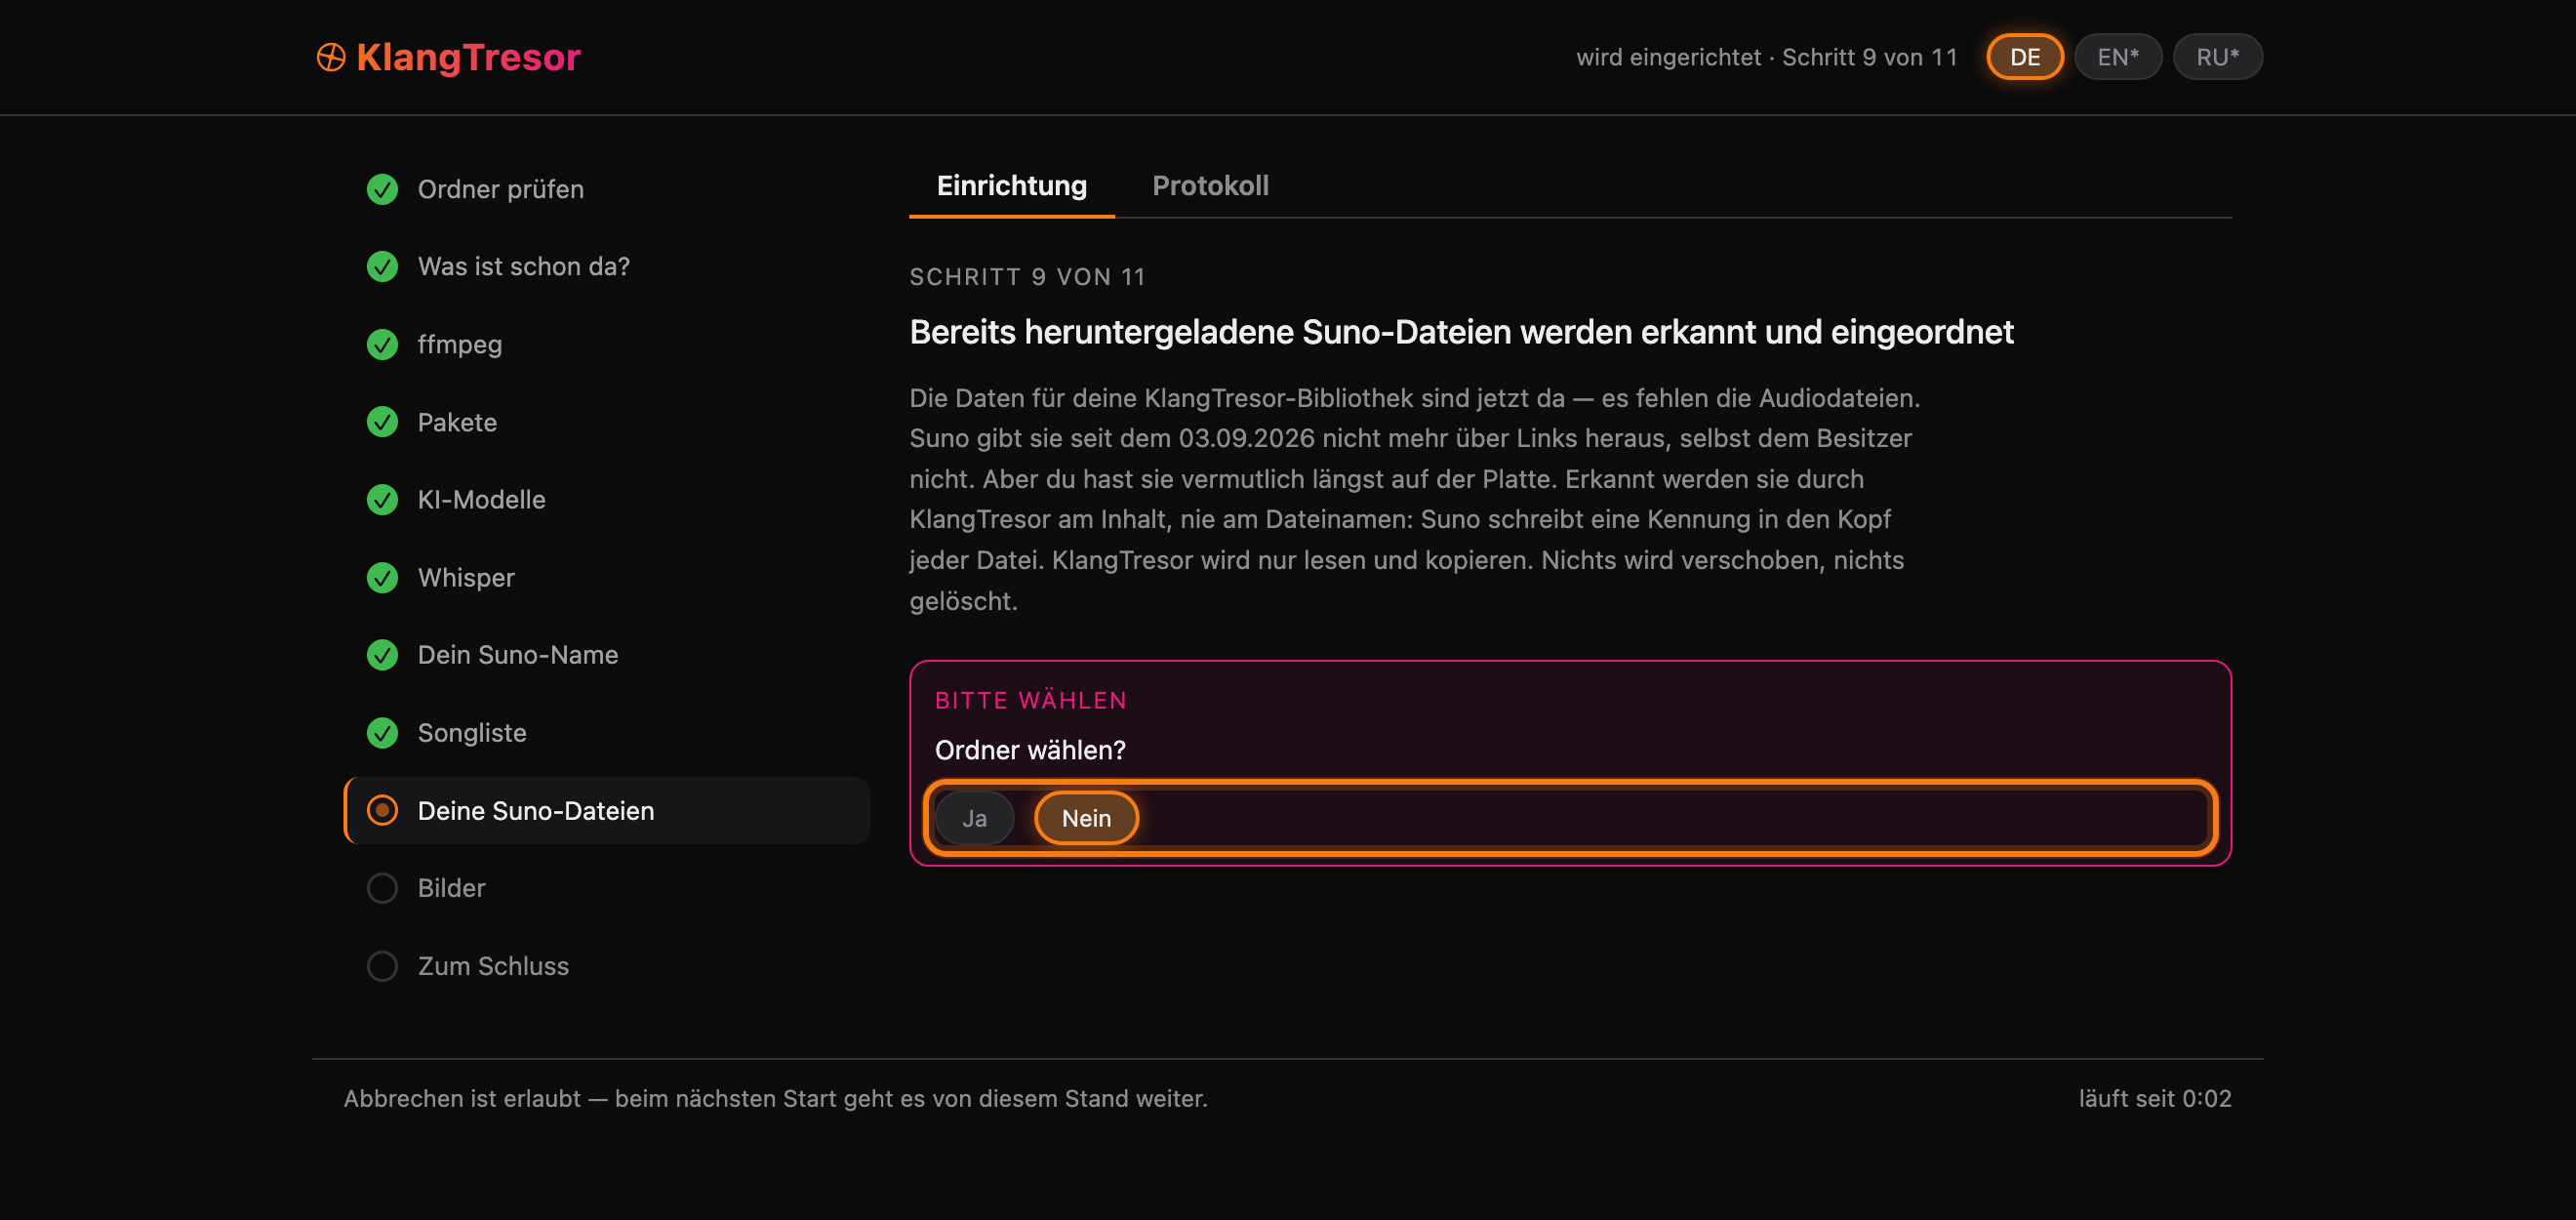 KlangTresor
wird eingerichtet · Schritt 9 von 11
DE
EN*
RU*
Ordner prüfen
Was ist schon da?
ffmpeg
Pakete
KI-Modelle
Whisper
Dein Suno-Name
Songliste
Deine Suno-Dateien
Bilder
Zum Schluss
Einrichtung
Protokoll
SCHRITT 9 VON 11
Bereits heruntergeladene Suno-Dateien werden erkannt und eingeordnet
Die Daten für deine KlangTresor-Bibliothek sind jetzt da — es fehlen die Audiodateien.
Suno gibt sie seit dem 03.09.2026 nicht mehr über Links heraus, selbst dem Besitzer
nicht. Aber du hast sie vermutlich längst auf der Platte. Erkannt werden sie durch
KlangTresor am Inhalt, nie am Dateinamen: Suno schreibt eine Kennung in den Kopf
jeder Datei. KlangTresor wird nur lesen und kopieren. Nichts wird verschoben, nichts
gelöscht.
BITTE WÄHLEN
Ordner wählen?
Ja
Nein
Abbrechen ist erlaubt — beim nächsten Start geht es von diesem Stand weiter.
läuft seit 0:02